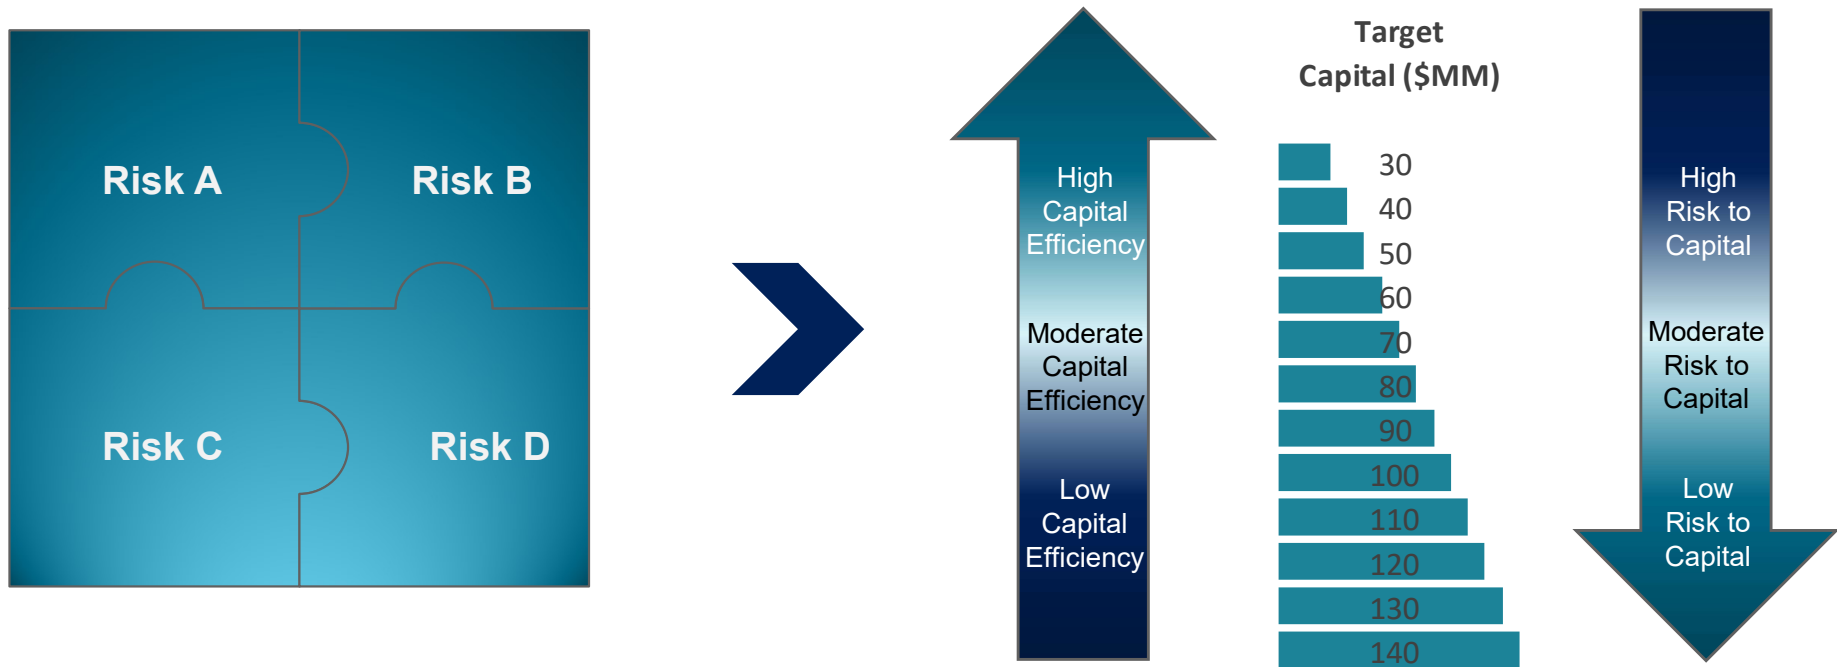 Risk A
Risk B
Risk C
Risk D
High
Capital
Efficiency
Moderate
Capital
Efficiency
Low
Capital
Efficiency
Target
Capital ($MM)
30
40
50
60
70
80
90
100
110
120
130
140
High
Risk to
Capital
Moderate
Risk to
Capital
Low
Risk to
Capital